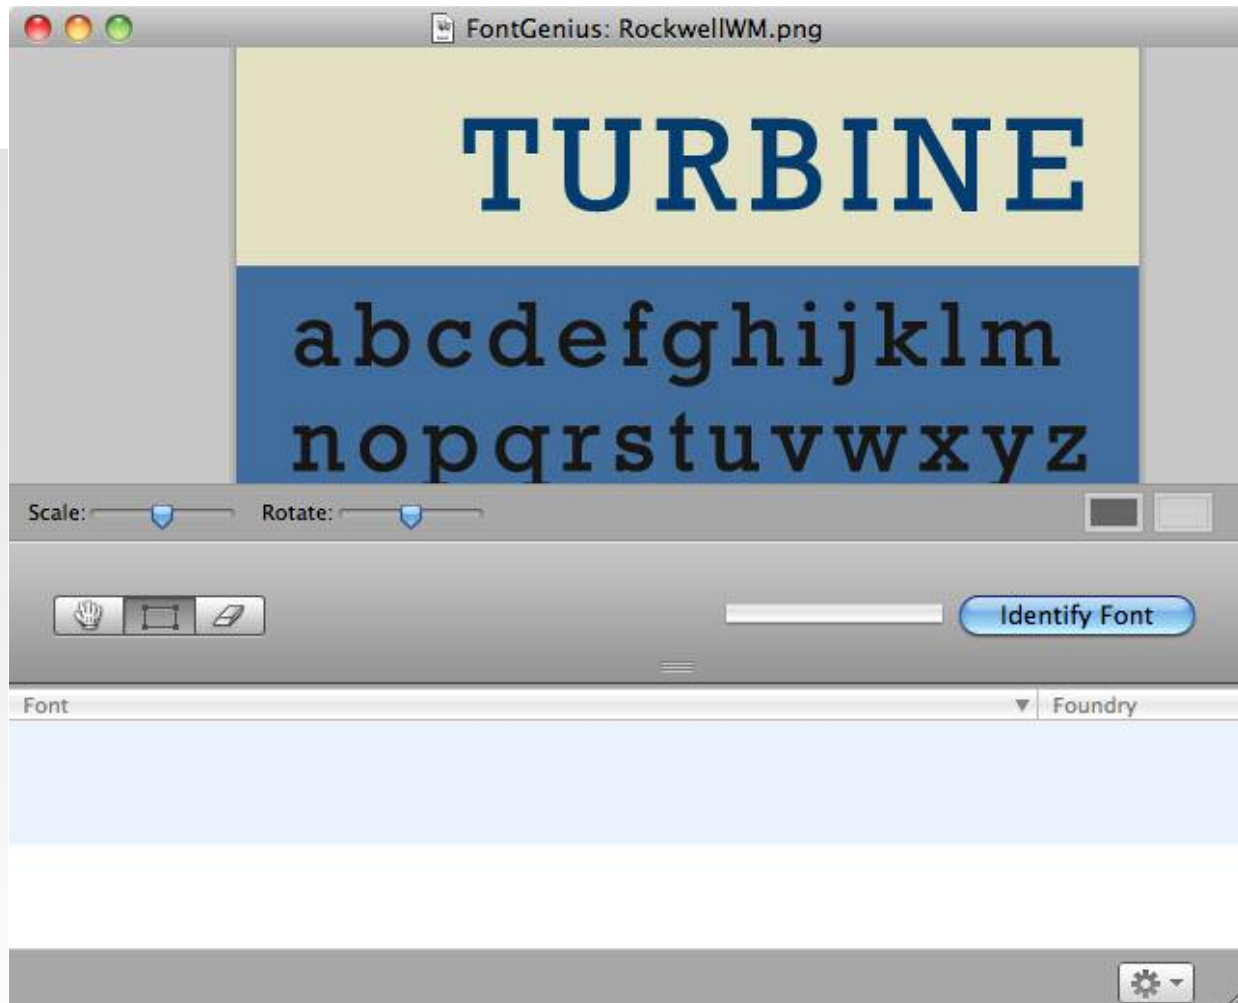 FontGenius: RockwellWM.png
TURBINE
abcdefghijklm
nopqrstuvwxyz
Scale: Rotate:
Identify Font
Font Foundry